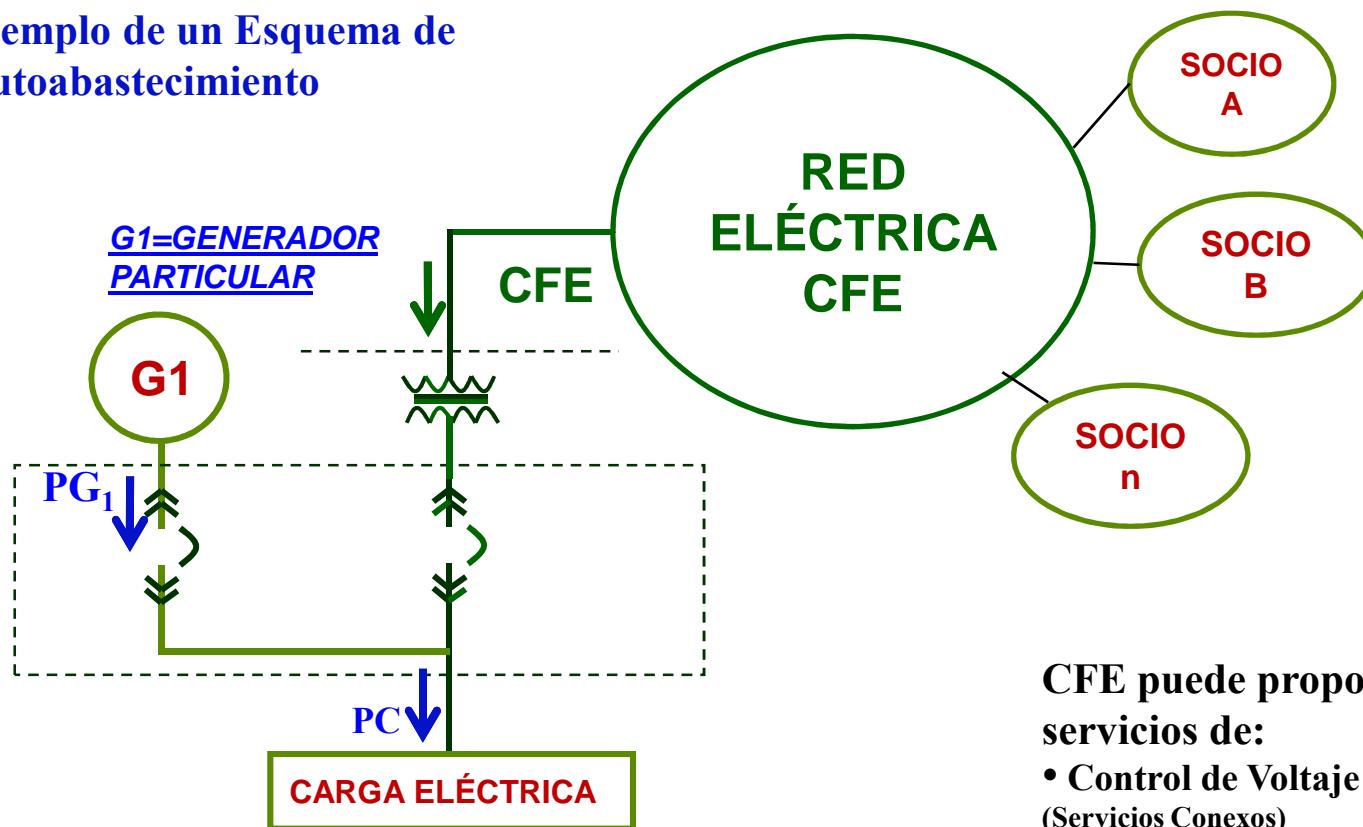 emplo de un Esquema de
utoabastecimiento
SOCIO
A
RED
ELÉCTRICA
CFE
SOCIO
B
G1=GENERADOR
PARTICULAR
CFE
G1
SOCIO
n
PG1
PC
CARGA ELÉCTRICA
CFE puede propo
servicios de:
• Control de Voltaje
(Servicios Conexos)